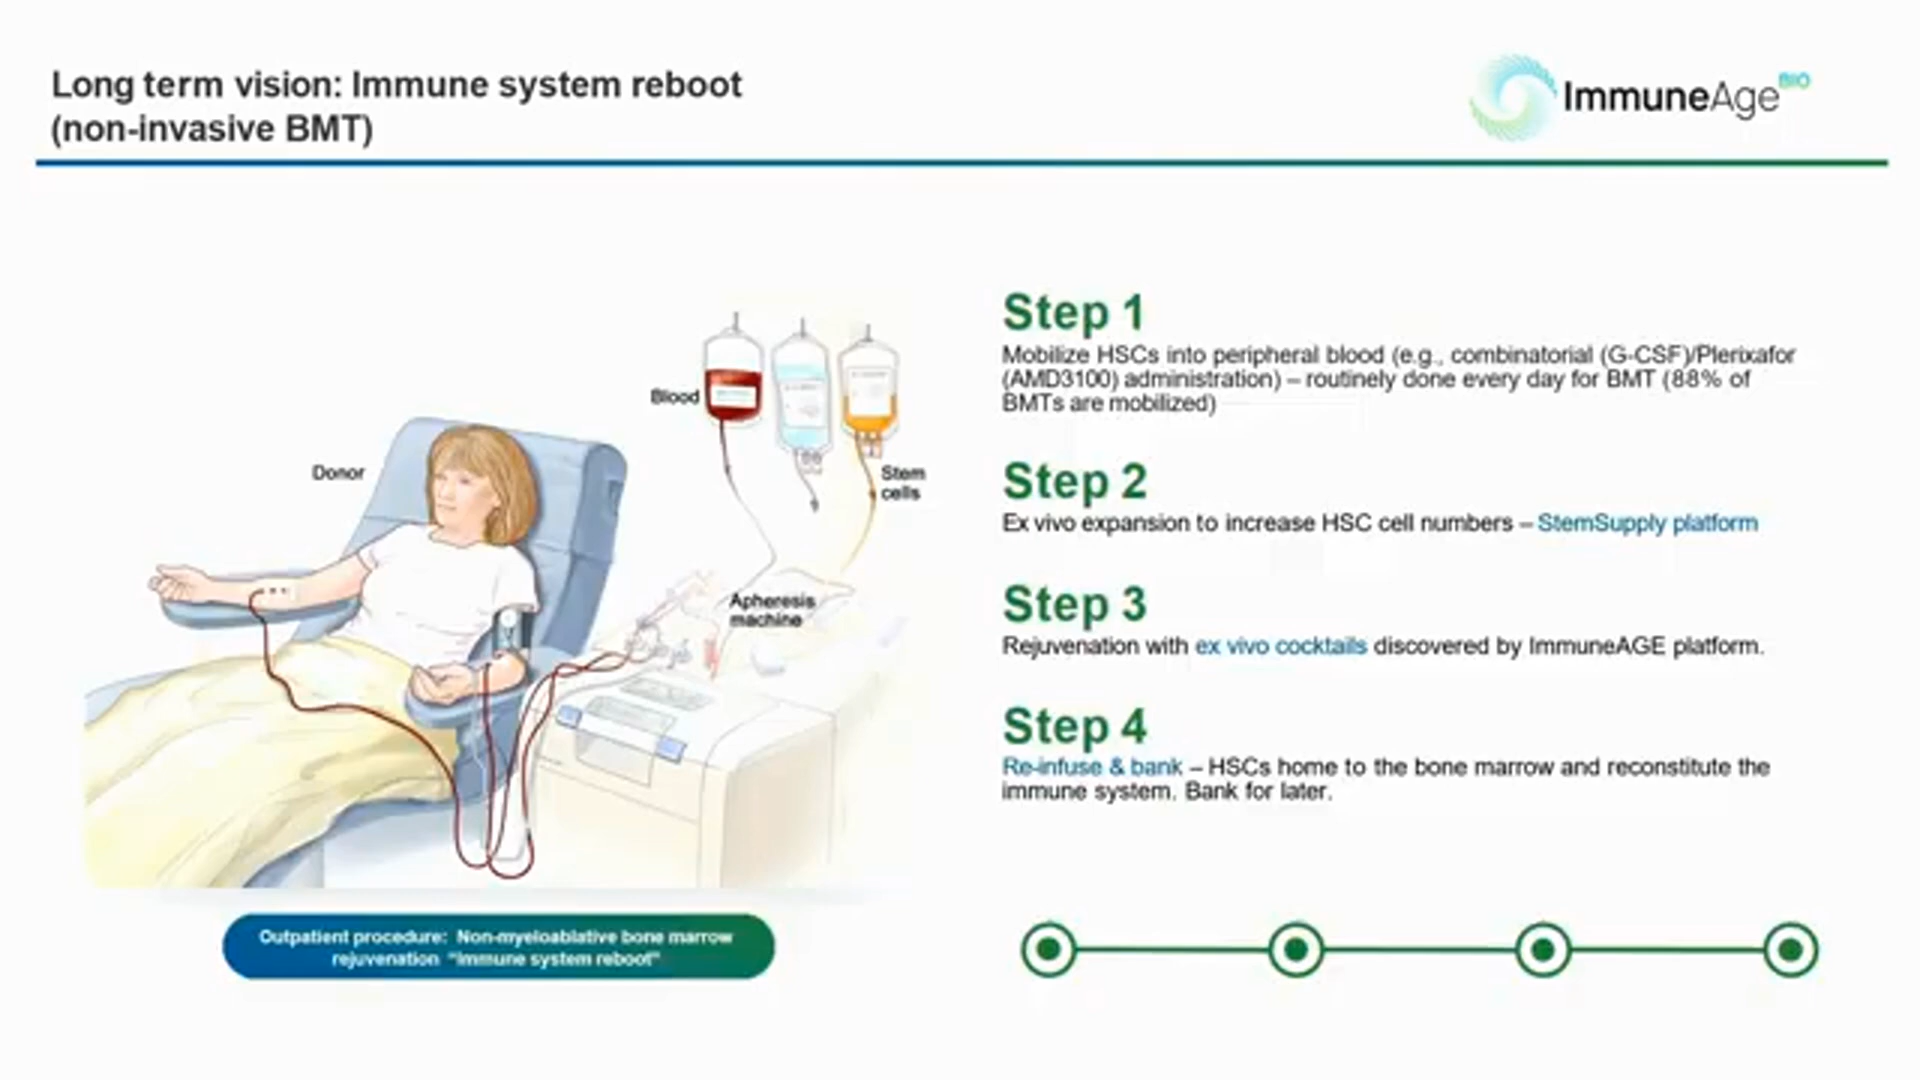 Long term vision: Immune system reboot
(non-invasive BMT)
ImmuneAge BIO
Blood
Donor
Stem
cells
Apheresis
machine
Outpatient procedure: Non-myeloablative bone marrow
rejuvenation "Immune system reboot"
Step 1
Mobilize HSCs into peripheral blood (e.g., combinatorial (G-CSF)/Plerixafor
(AMD3100) administration) – routinely done every day for BMT (88% of
BMTs are mobilized)
Step 2
Ex vivo expansion to increase HSC cell numbers – StemSupply platform
Step 3
Rejuvenation with ex vivo cocktails discovered by ImmuneAGE platform.
Step 4
Re-infuse & bank – HSCs home to the bone marrow and reconstitute the
immune system. Bank for later.